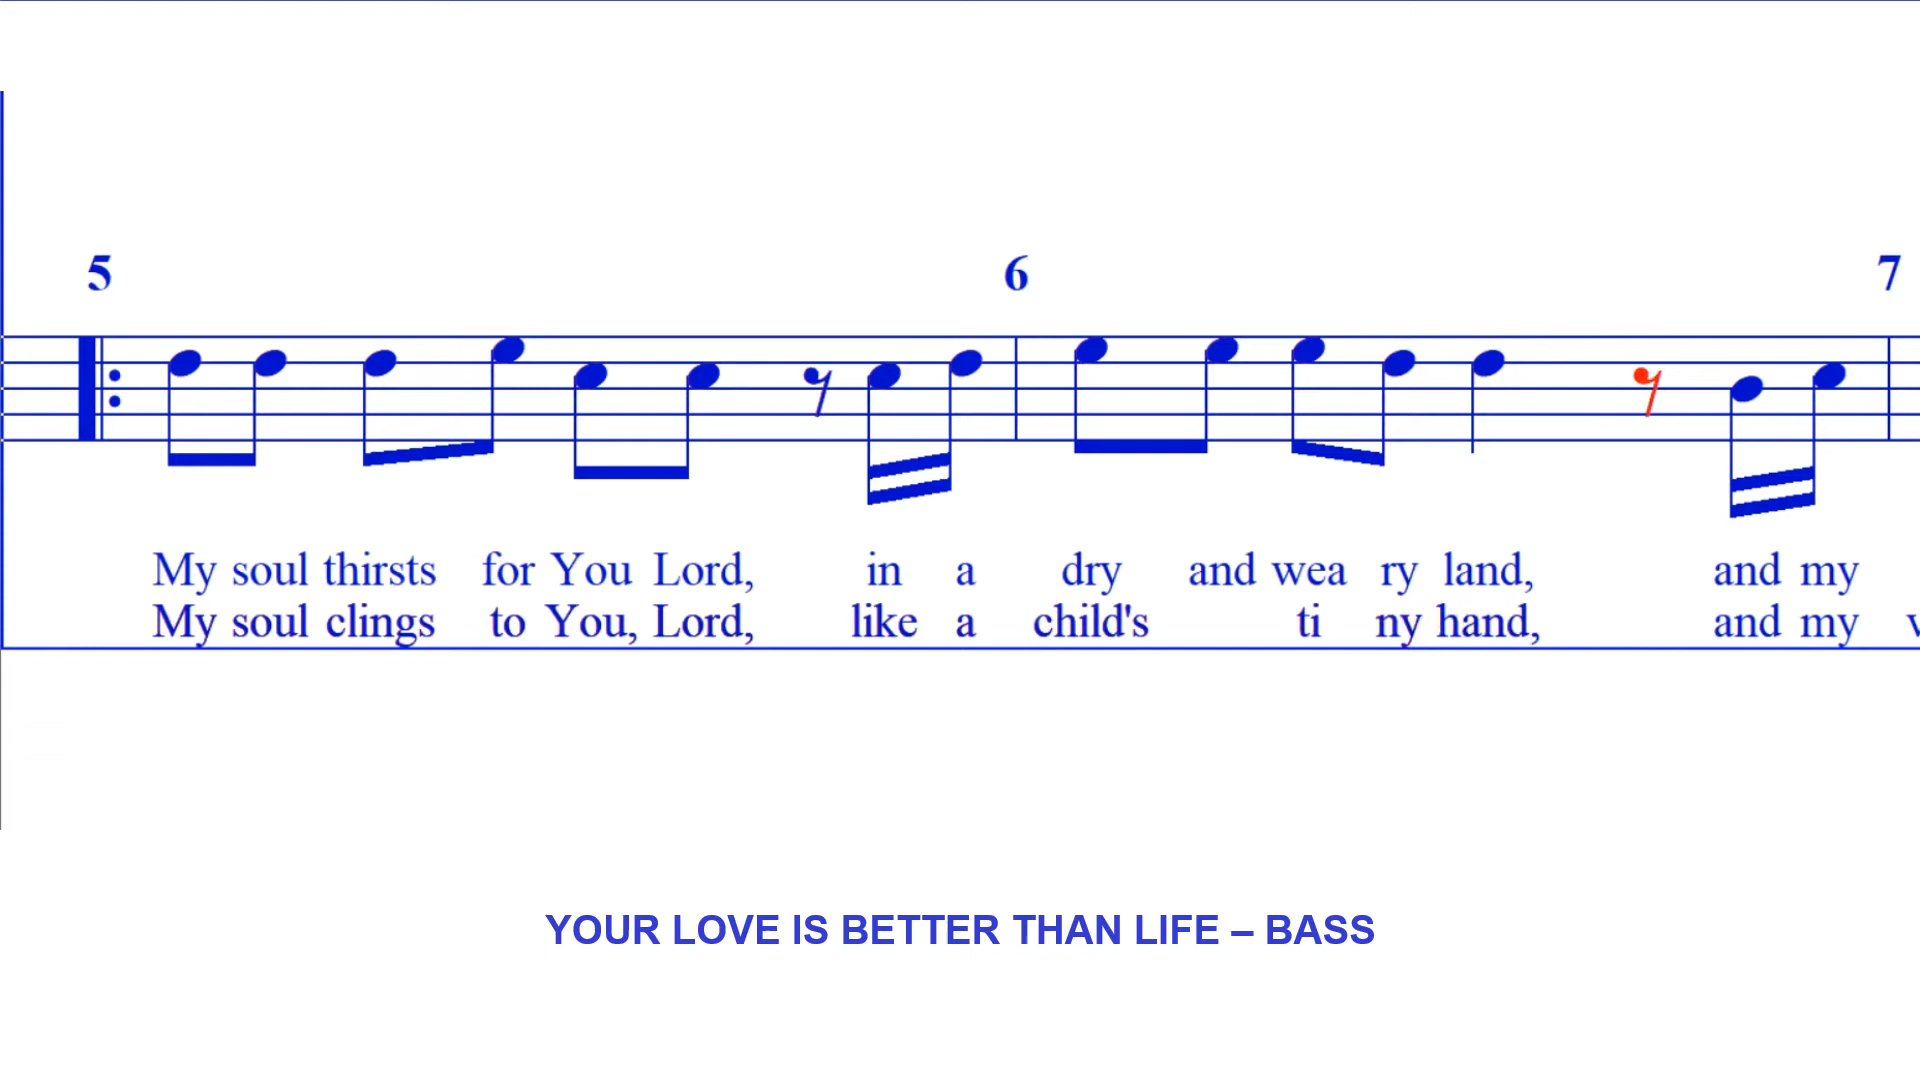 5 6 7
My soul thirsts for You Lord, in a dry and wea ry land, and my
My soul clings to You, Lord, like a child's ti ny hand, and my
YOUR LOVE IS BETTER THAN LIFE – BASS